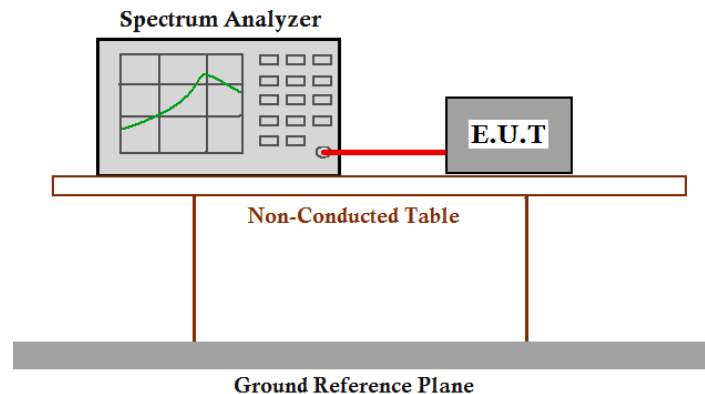 Spectrum Analyzer
E.U.T
Non-Conducted Table
Ground Reference Plane